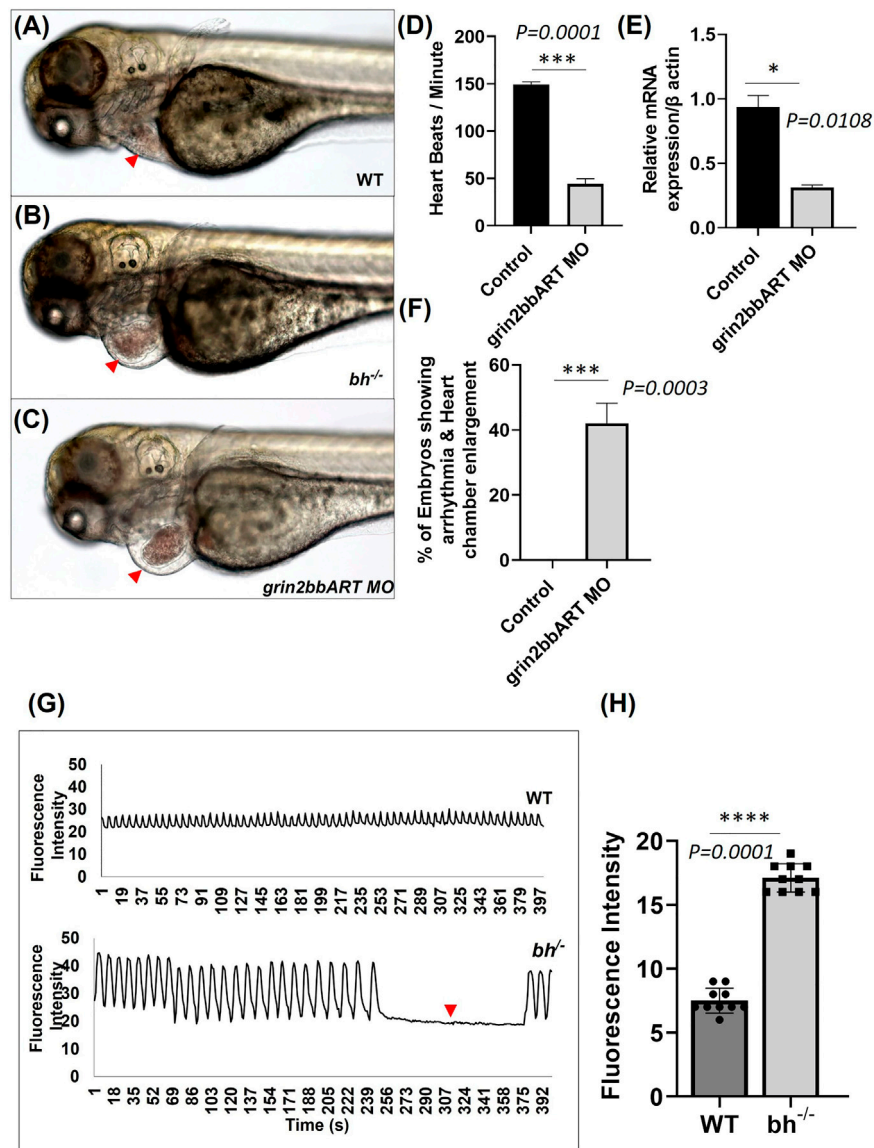 (A)
WT
(B)
bh-/-
(C)
grin2bbART MO
(D)
P=0.0001
***
200
150
100
50
0
Heart Beats / Minute
Control
grin2bbART MO
(E)
*
P=0.0108
1.5
1.0
0.5
0.0
Relative mRNA
expression/β actin
Control
grin2bbART MO
(F)
***
P=0.0003
60
40
20
0
% of Embryos showing
arrhythmia & Heart
chamber enlargement
Control
grin2bbART MO
(G)
Fluorescence
Intensity
50
40
30
20
10
0
WT
1 19 37 55 73 91 109 127 145 163 181 199 217 235 253 271 289 307 325 343 361 379 397
Fluorescence
Intensity
50
40
30
20
10
0
bh/-
1 18 35 52 69 86 103 120 137 154 171 188 205 222 239 256 273 290 307 324 341 358 375 392
Time (s)
(H)
****
P=0.0001
20
15
10
5
0
Fluorescence Intensity
WT bh-/-